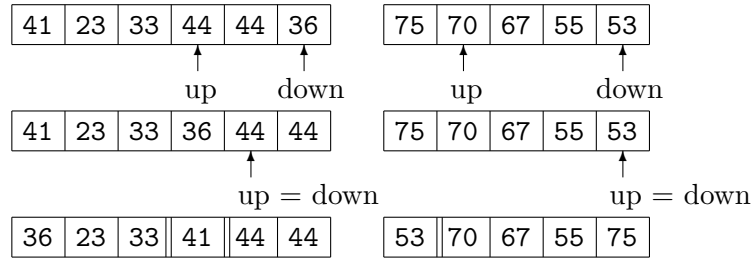 41 23 33 44 44 36 75 70 67 55 53
up down up down
41 23 33 36 44 44 75 70 67 55 53
up = down up = down
36 23 33 41 44 44 53 70 67 55 75